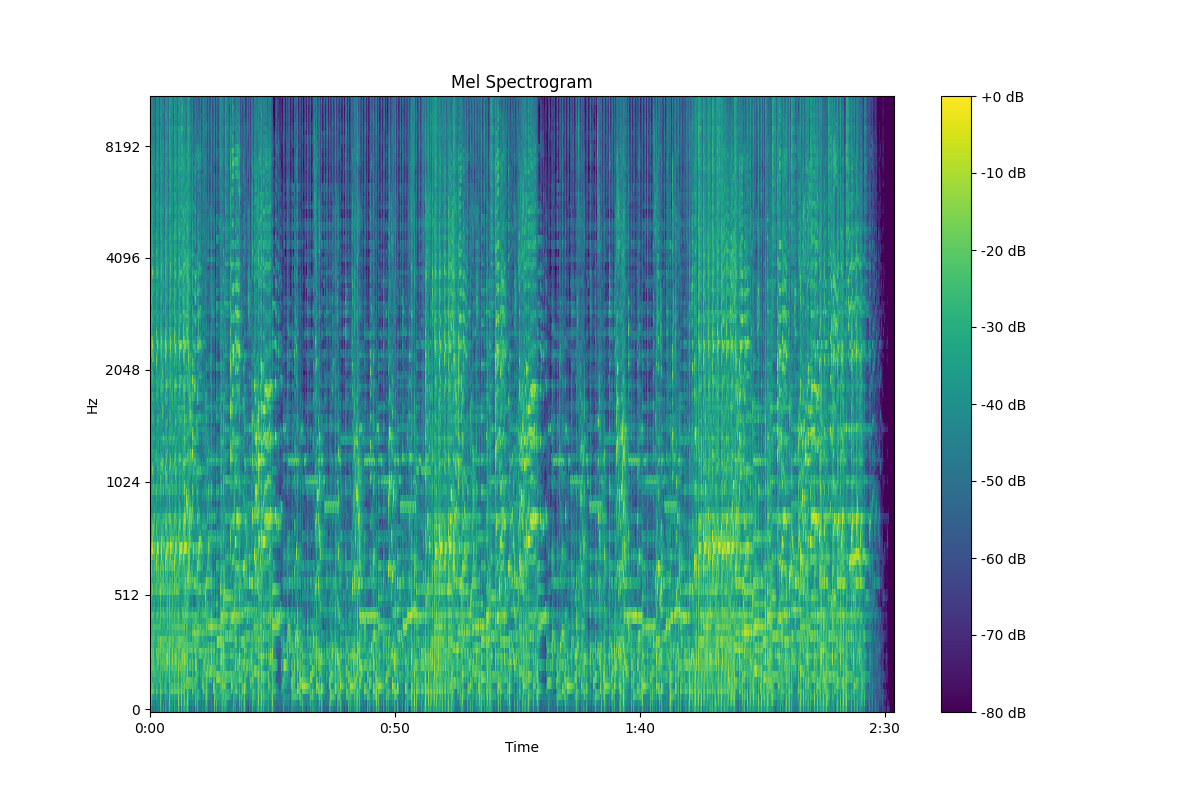 Mel Spectrogram
8192
4096
2048
1024
512
0
Hz
0:00 0:50 1:40 2:30
Time
+0 dB
-10 dB
-20 dB
-30 dB
-40 dB
-50 dB
-60 dB
-70 dB
-80 dB